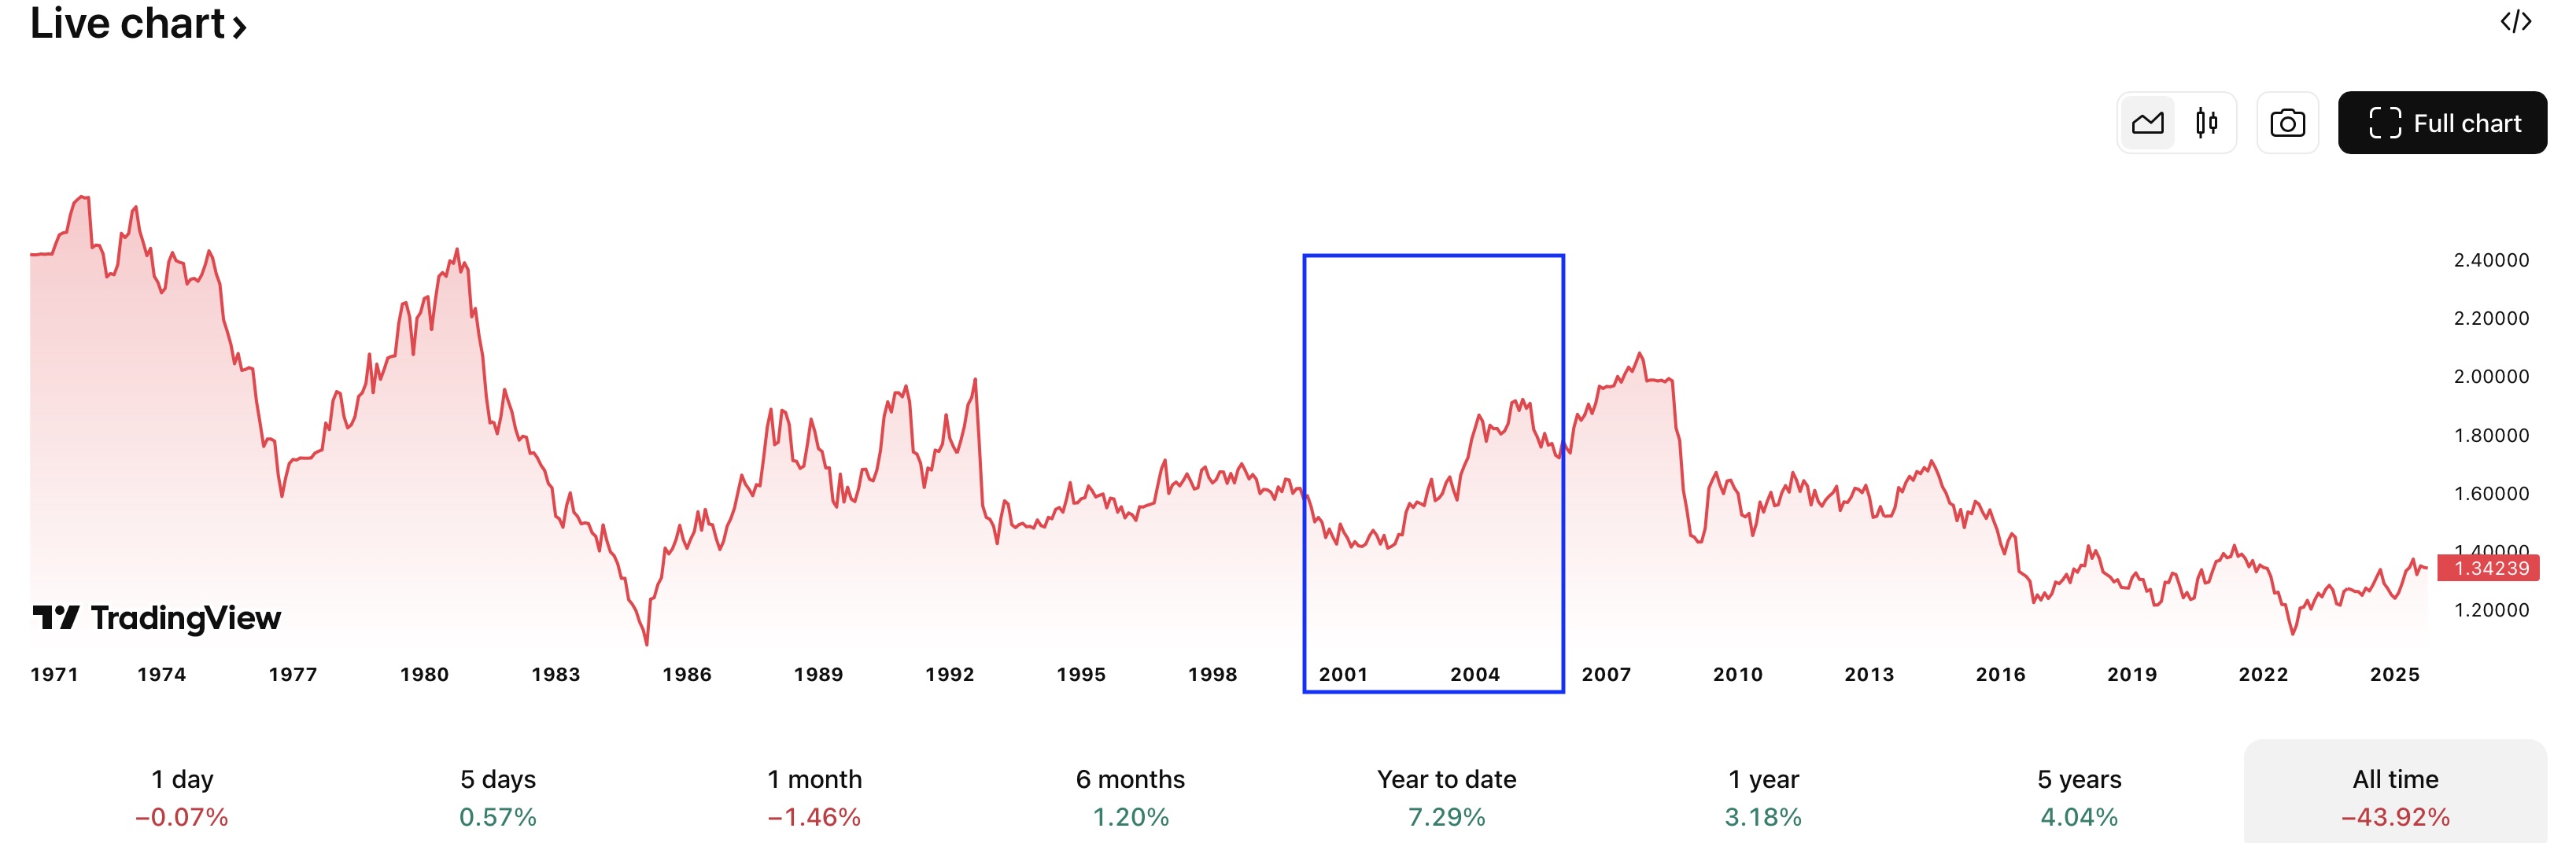 Live chart ›
</>
Full chart
2.40000
2.20000
2.00000
1.80000
1.60000
1.40000
1.34239
1.20000
TradingView
1971 1974 1977 1980 1983 1986 1989 1992 1995 1998 2001 2004 2007 2010 2013 2016 2019 2022 2025
1 day 5 days 1 month 6 months Year to date 1 year 5 years All time
−0.07% 0.57% −1.46% 1.20% 7.29% 3.18% 4.04% −43.92%